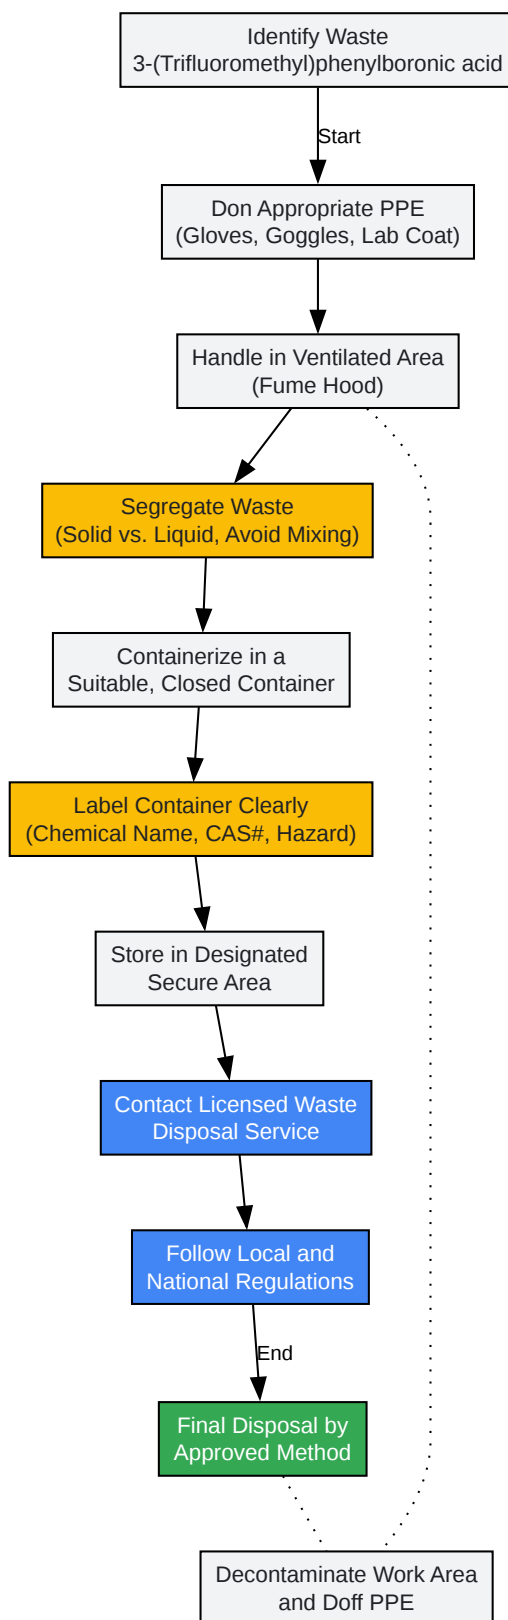 Identify Waste
3-(Trifluoromethyl)phenylboronic acid
Start
Don Appropriate PPE
(Gloves, Goggles, Lab Coat)
Handle in Ventilated Area
(Fume Hood)
Segregate Waste
(Solid vs. Liquid, Avoid Mixing)
Containerize in a
Suitable, Closed Container
Label Container Clearly
(Chemical Name, CAS#, Hazard)
Store in Designated
Secure Area
Contact Licensed Waste
Disposal Service
Follow Local and
National Regulations
End
Final Disposal by
Approved Method
Decontaminate Work Area
and Doff PPE